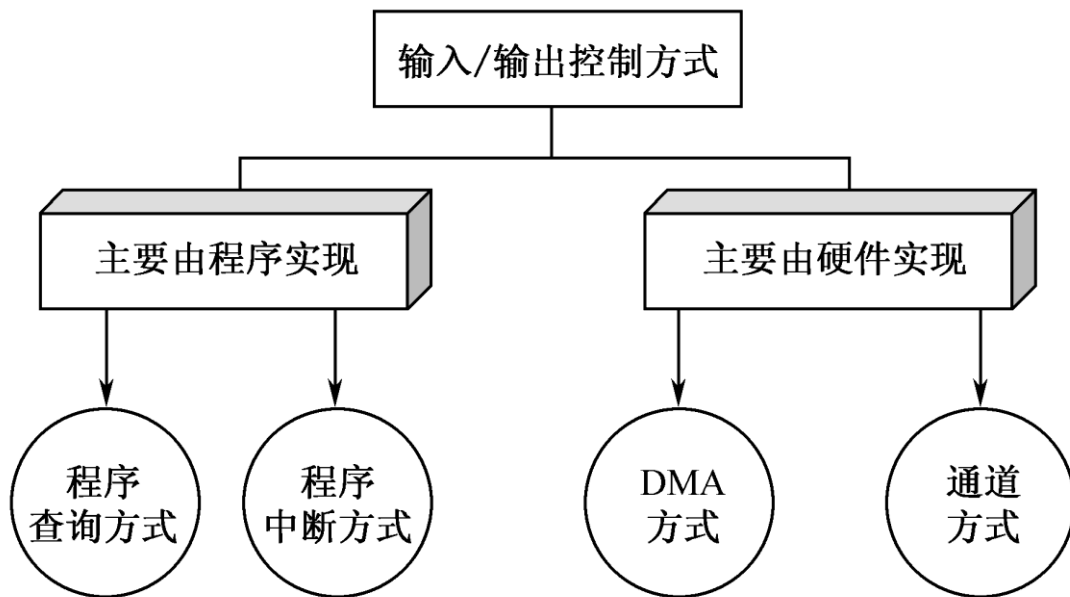 输入/输出控制方式
主要由程序实现
主要由硬件实现
程序
查询方式
程序
中断方式
DMA
方式
通道
方式